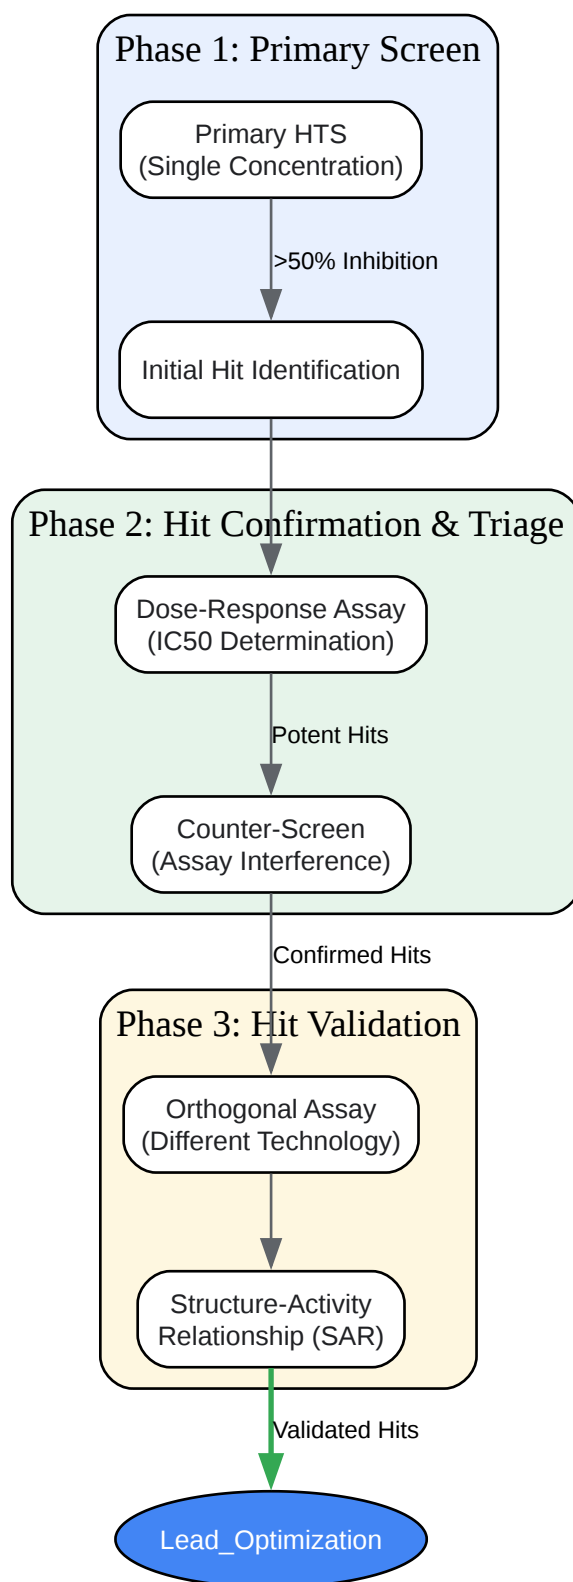 Phase 1: Primary Screen
Primary HTS
(Single Concentration)
>50% Inhibition
Initial Hit Identification
Phase 2: Hit Confirmation & Triage
Dose-Response Assay
(IC50 Determination)
Potent Hits
Counter-Screen
(Assay Interference)
Confirmed Hits
Phase 3: Hit Validation
Orthogonal Assay
(Different Technology)
Structure-Activity
Relationship (SAR)
Validated Hits
Lead_Optimization